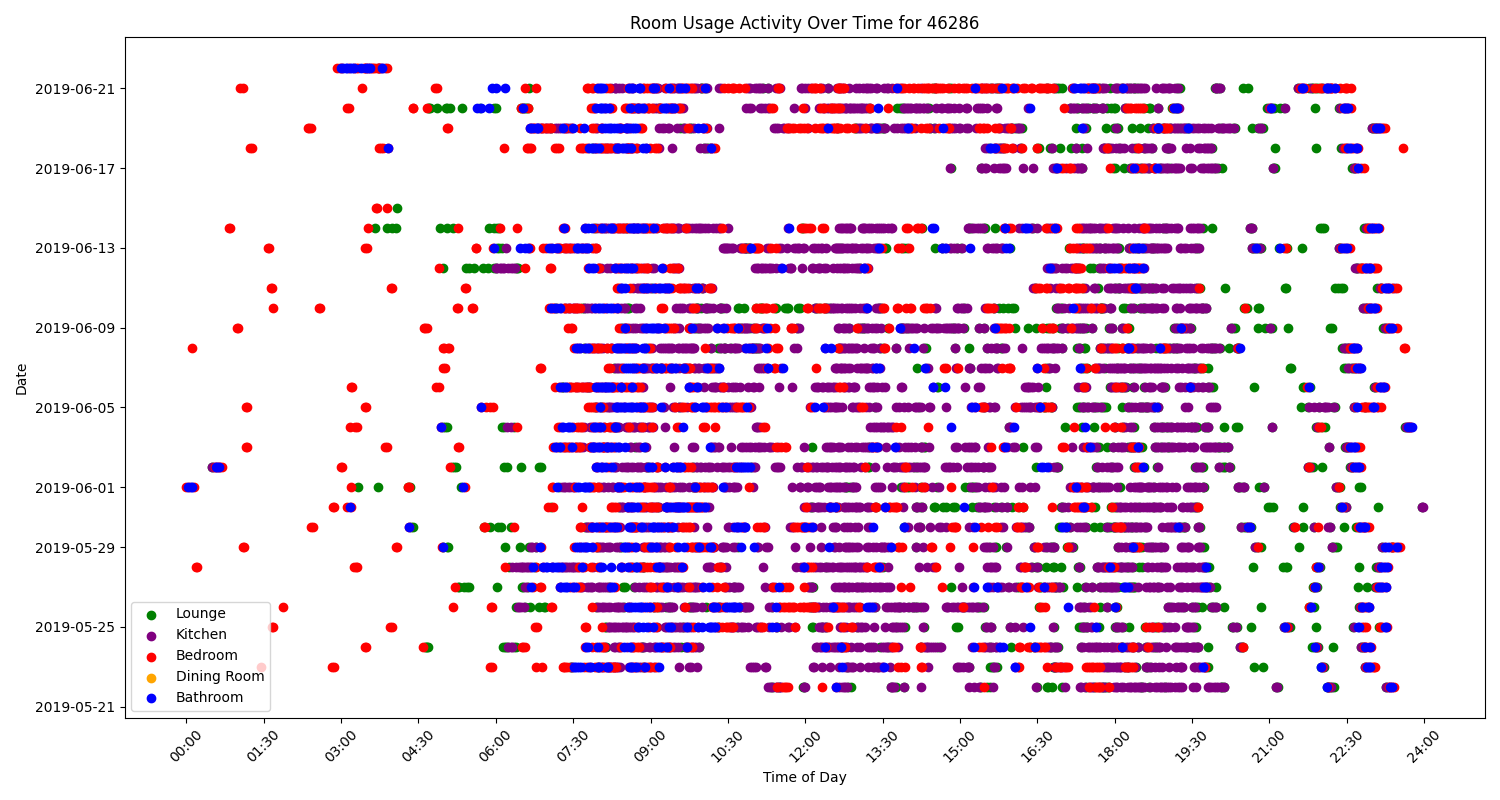 Room Usage Activity Over Time for 46286
Date
2019-06-21
2019-06-17
2019-06-13
2019-06-09
2019-06-05
2019-06-01
2019-05-29
2019-05-25
2019-05-21
Lounge
Kitchen
Bedroom
Dining Room
Bathroom
00:00 01:30 03:00 04:30 06:00 07:30 09:00 10:30 12:00 13:30 15:00 16:30 18:00 19:30 21:00 22:30 24:00
Time of Day